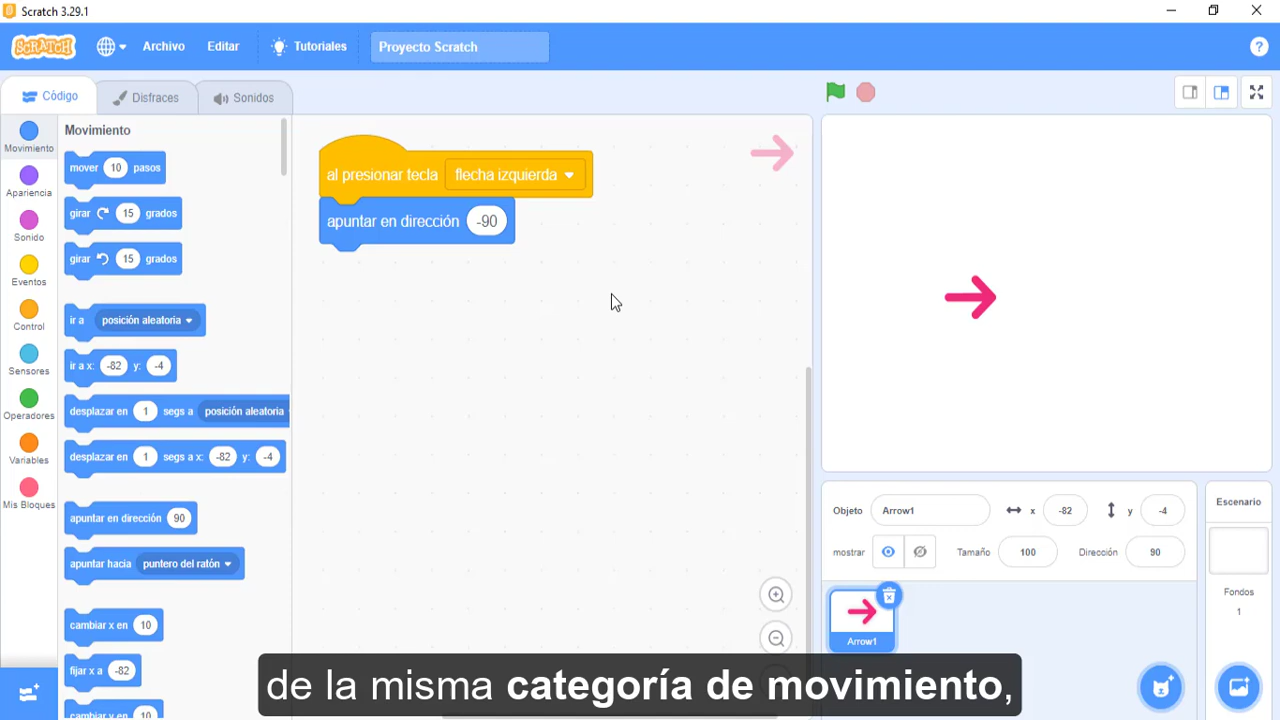 Scratch 3.29.1
SCRATCH
Archivo
Editar
Tutoriales
Proyecto Scratch
Código
Disfraces
Sonidos
Movimiento
Apariencia
Sonido
Eventos
Control
Sensores
Operadores
Variables
Mis Bloques
Movimiento
mover 10 pasos
girar 15 grados
girar 15 grados
ir a posición aleatoria
ir a x: -82 y: -4
desplazar en 1 segs a posición aleatoria
desplazar en 1 segs a x: -82 y: -4
apuntar en dirección 90
apuntar hacia puntero del ratón
cambiar x en 10
fijar x a -82
cambiar y en 10
al presionar tecla flecha izquierda
apuntar en dirección -90
Objeto Arrow1 x -82 y -4
mostrar Tamaño 100 Dirección 90
Arrow1
Escenario
Fondos
1
de la misma categoría de movimiento,